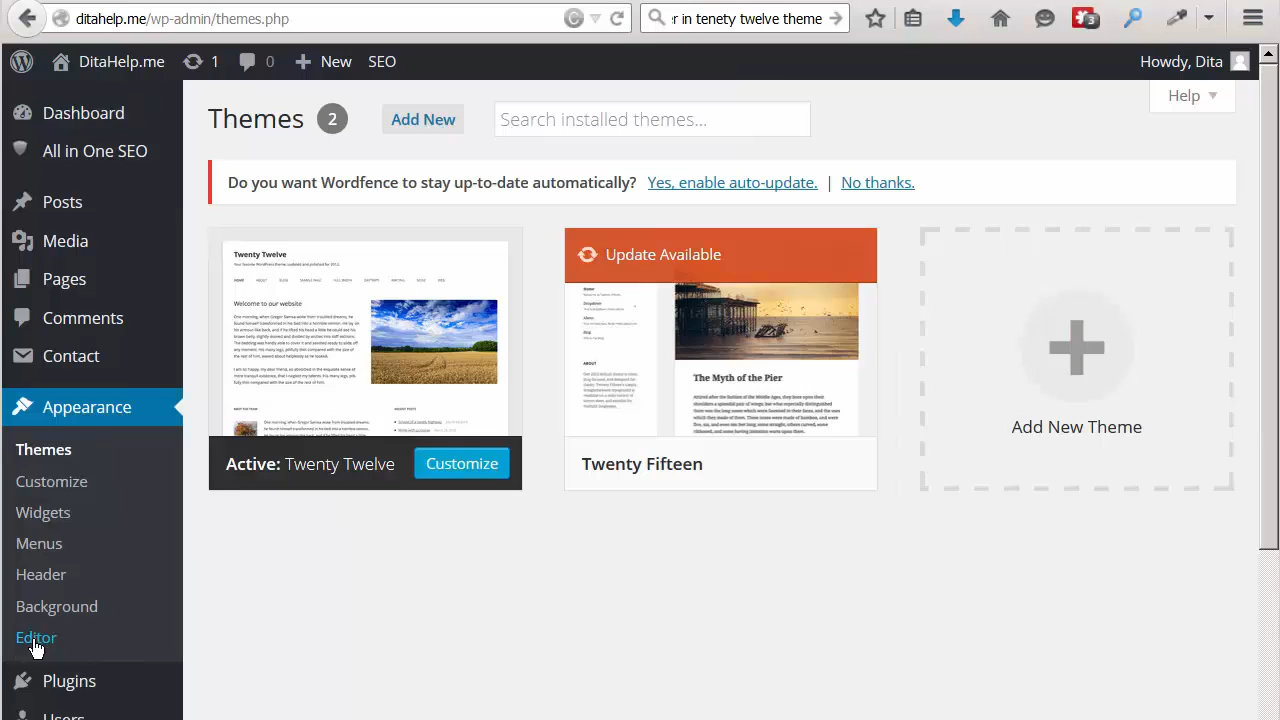 ditahelp.me/wp-admin/themes.php
er in tenety twelve theme
3
DitaHelp.me 1 0 New SEO Howdy, Dita
Dashboard
All in One SEO
Posts
Media
Pages
Comments
Contact
Appearance
Themes
Customize
Widgets
Menus
Header
Background
Editor
Plugins
Users
Themes 2 Add New Search installed themes... Help
Do you want Wordfence to stay up-to-date automatically? Yes, enable auto-update. | No thanks.
Twenty Twelve
Welcome to our website
Active: Twenty Twelve Customize
Update Available
ABOUT
The Myth of the Pier
Twenty Fifteen
Add New Theme